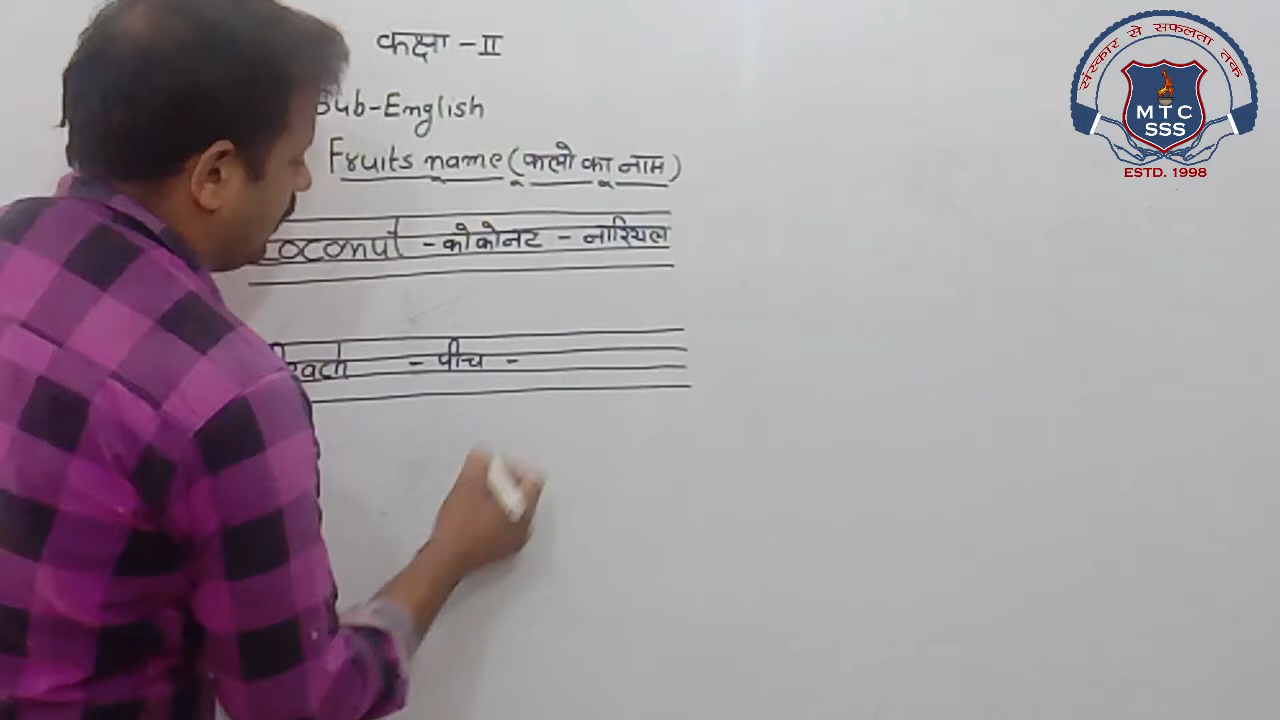 कक्षा - II
Sub-English
Fruits name (फलो का नाम)
Coconut - कोकोनट - नारियल
Peach - पीच -
संस्कार से सफलता तक
MTC
SSS
ESTD. 1998